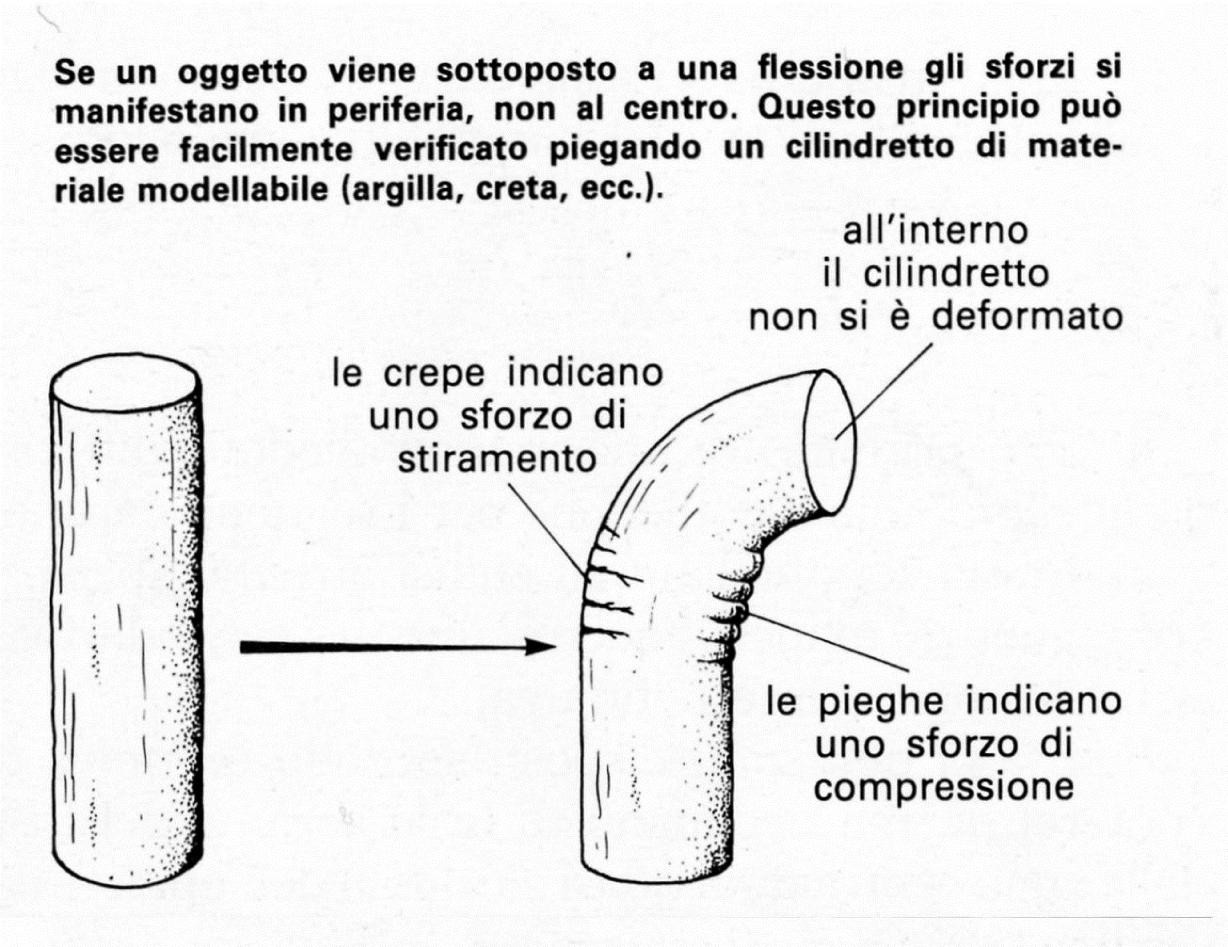 Se un oggetto viene sottoposto a una flessione gli sforzi si
manifestano in periferia, non al centro. Questo principio può
essere facilmente verificato piegando un cilindretto di mate-
riale modellabile (argilla, creta, ecc.).
all'interno
il cilindretto
non si è deformato
le crepe indicano
uno sforzo di
stiramento
le pieghe indicano
uno sforzo di
compressione